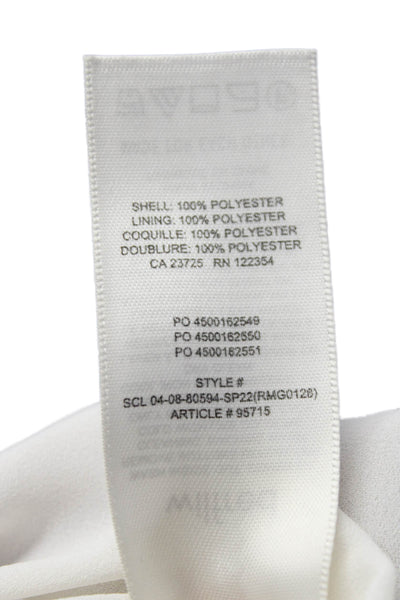 SHELL: 100% POLYESTER
LINING: 100% POLYESTER
COQUILLE: 100% POLYESTER
DOUBLURE: 100% POLYESTER
CA 23725 RN 122354
PO 4500162549
PO 4500162550
PO 4500162551
STYLE #
SCL 04-08-80594-SP22(RMG0126)
ARTICLE # 95715